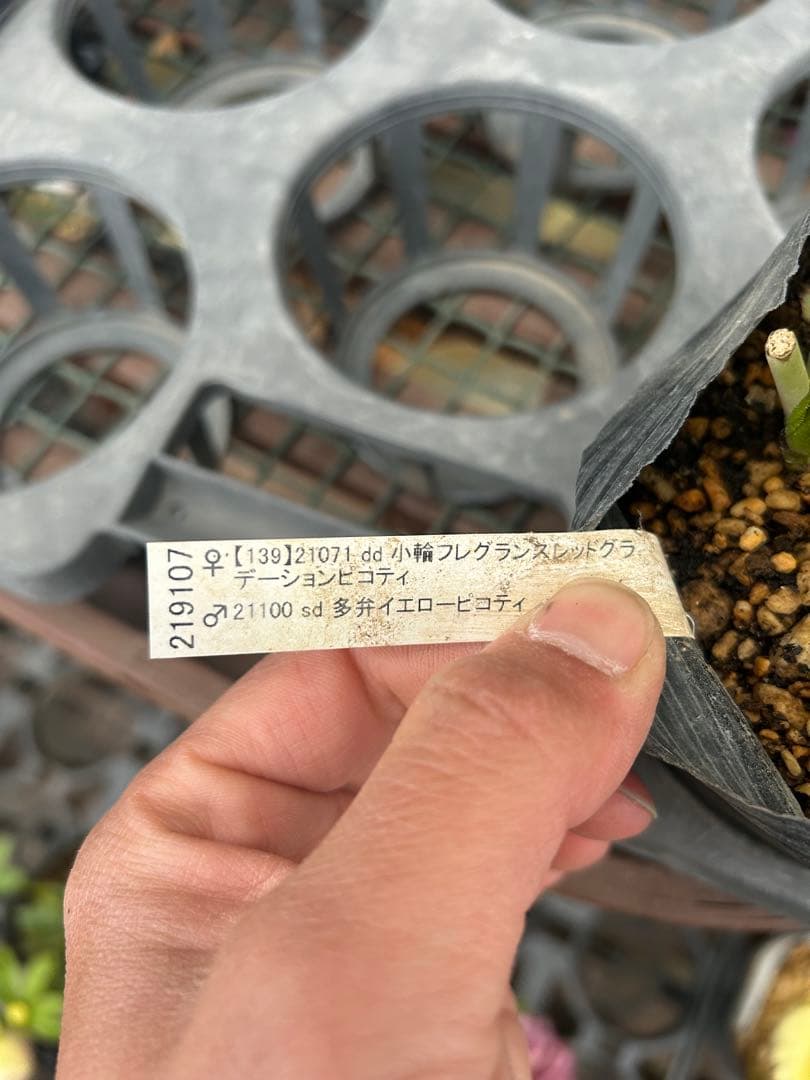 219107
♀【139】21071 dd 小輪フレグランスレッドグラ
デーションピコティ
♂21100 sd 多弁イエローピコティ